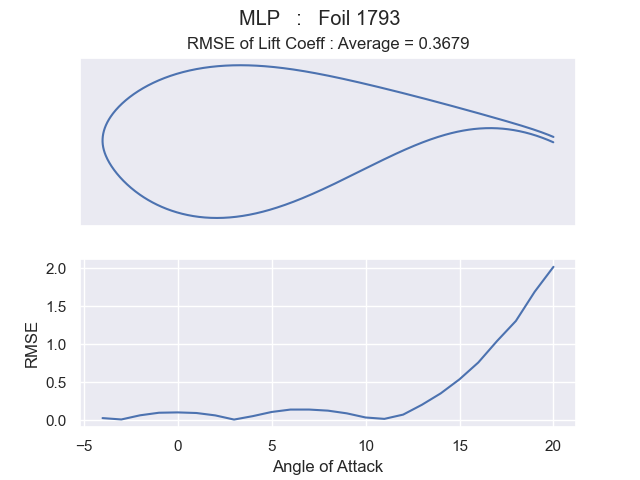 MLP : Foil 1793
RMSE of Lift Coeff : Average = 0.3679
2.0
1.5
1.0
0.5
0.0
RMSE
−5 0 5 10 15 20
Angle of Attack